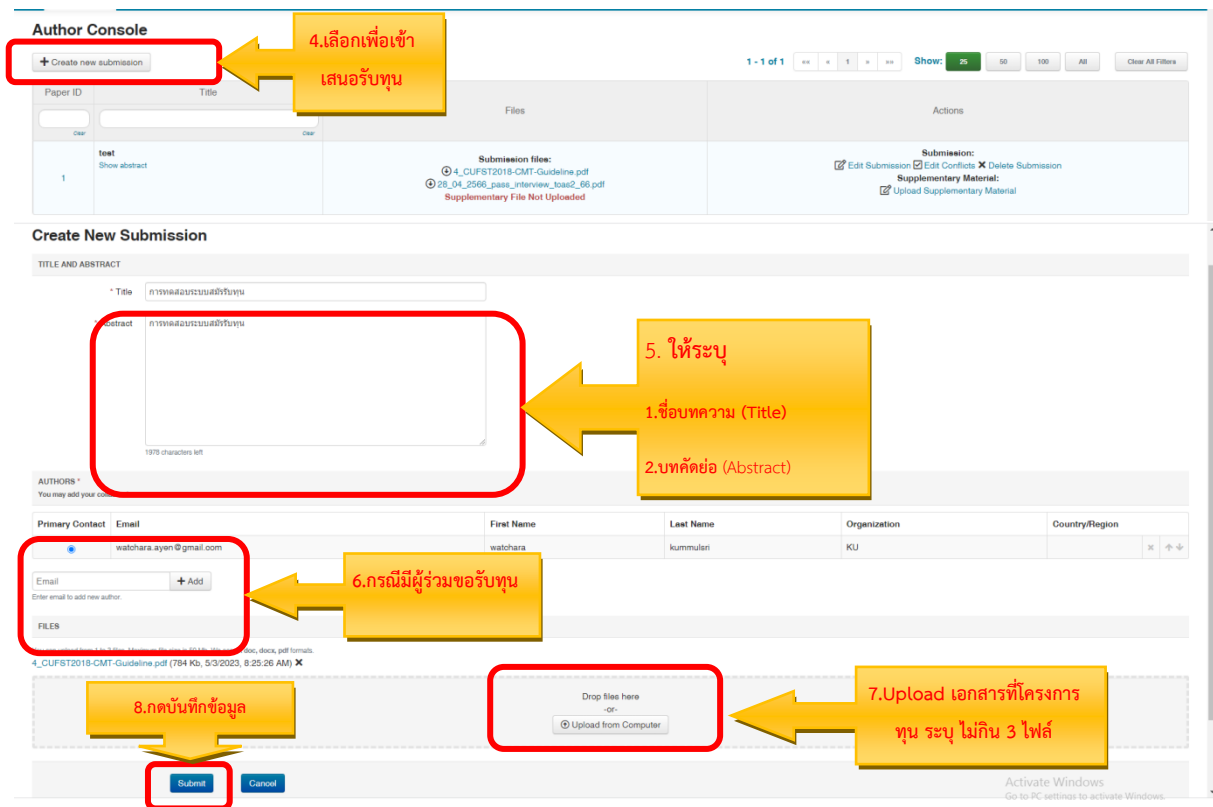 Author Console
4.เลือกเพื่อเข้า
เสนอรับทุน
Create new submission
1 - 1 of 1 «« « 1 » »» Show: 25 50 100 All Clear All Filters
Paper ID Title Files Actions
Clear Clear
1 test
Show abstract
Submission files:
4_CUFST2018-CMT-Guideline.pdf
28_04_2566_pass_interview_toas2_66.pdf
Supplementary File Not Uploaded
Submission:
Edit Submission Edit Conflicts Delete Submission
Supplementary Material:
Upload Supplementary Material
Create New Submission
TITLE AND ABSTRACT
* Title การทดสอบระบบสมัรรับทุน
* Abstract การทดสอบระบบสมัรรับทุน
1978 characters left
5. ให้ระบุ
1.ชื่อบทความ (Title)
2.บทคัดย่อ (Abstract)
AUTHORS *
You may add your
Primary Contact Email First Name Last Name Organization Country/Region
watchara.ayen@gmail.com watchara kummulsri KU
Email + Add
Enter email to add new author.
6.กรณีมีผู้ร่วมขอรับทุน
FILES
doc, docx, pdf formats.
4_CUFST2018-CMT-Guideline.pdf (784 Kb, 5/3/2023, 8:25:26 AM)
Drop files here
-or-
Upload from Computer
7.Upload เอกสารที่โครงการ
ทุน ระบุ ไม่กิน 3 ไฟล์
8.กดบันทึกข้อมูล
Submit Cancel
Activate Windows
Go to PC settings to activate Windows.